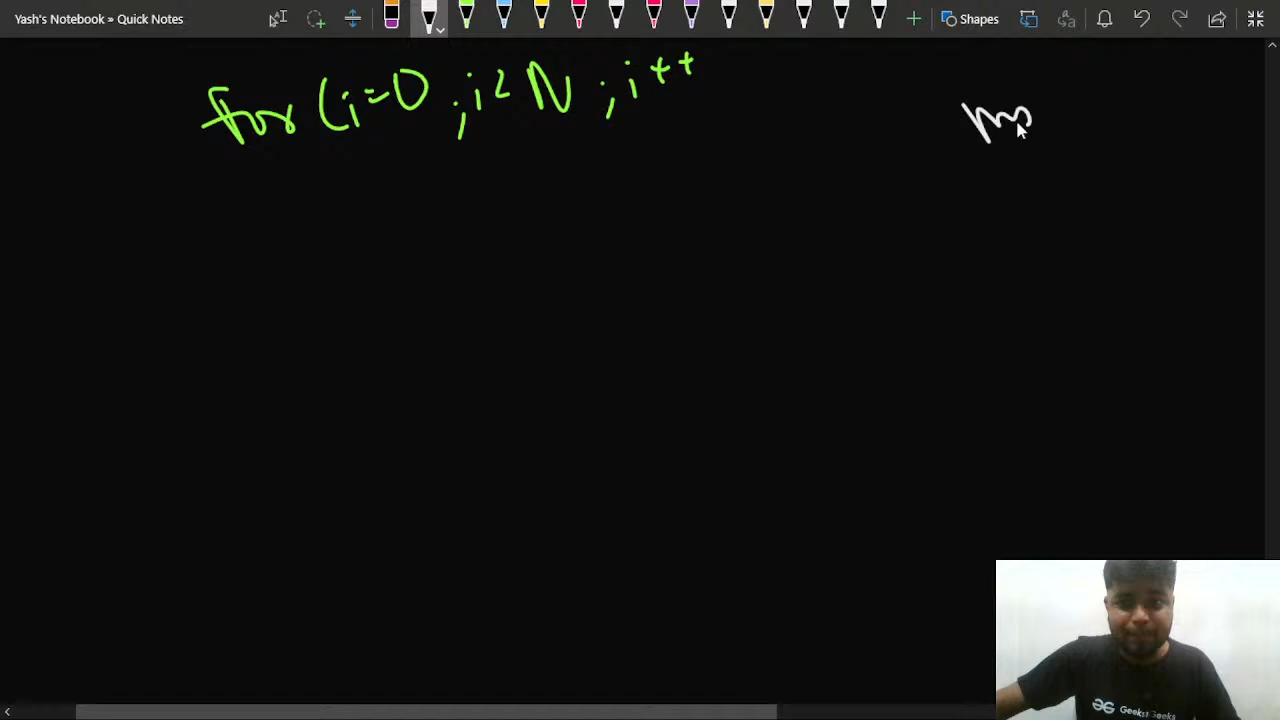 Yash's Notebook » Quick Notes
Shapes
for (i=0 ; i< N ; i++